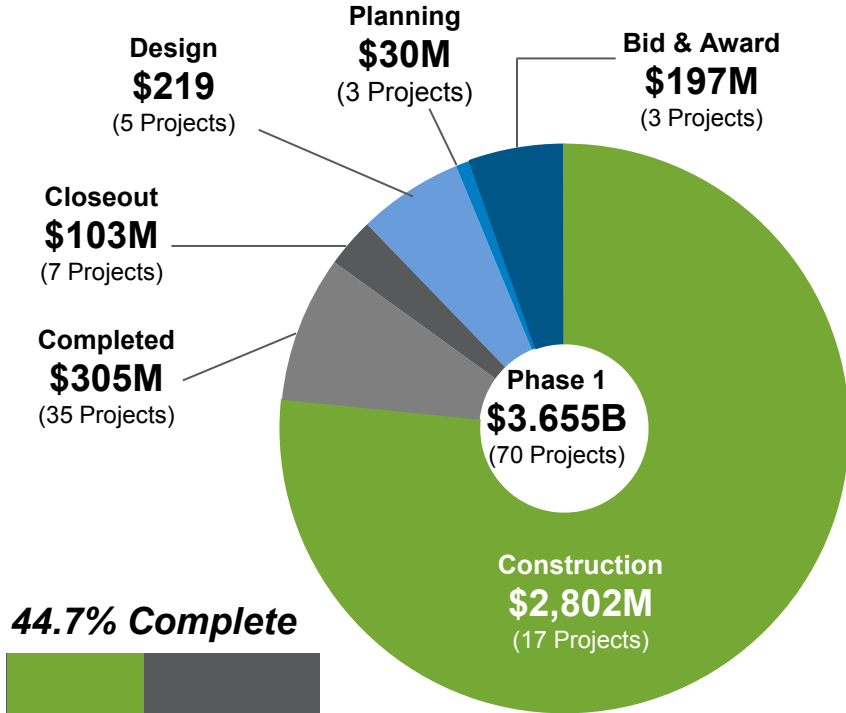 Planning
$30M
(3 Projects)
Design
$219
(5 Projects)
Bid & Award
$197M
(3 Projects)
Closeout
$103M
(7 Projects)
Completed
$305M
(35 Projects)
Phase 1
$3.655B
(70 Projects)
Construction
$2,802M
(17 Projects)
44.7% Complete